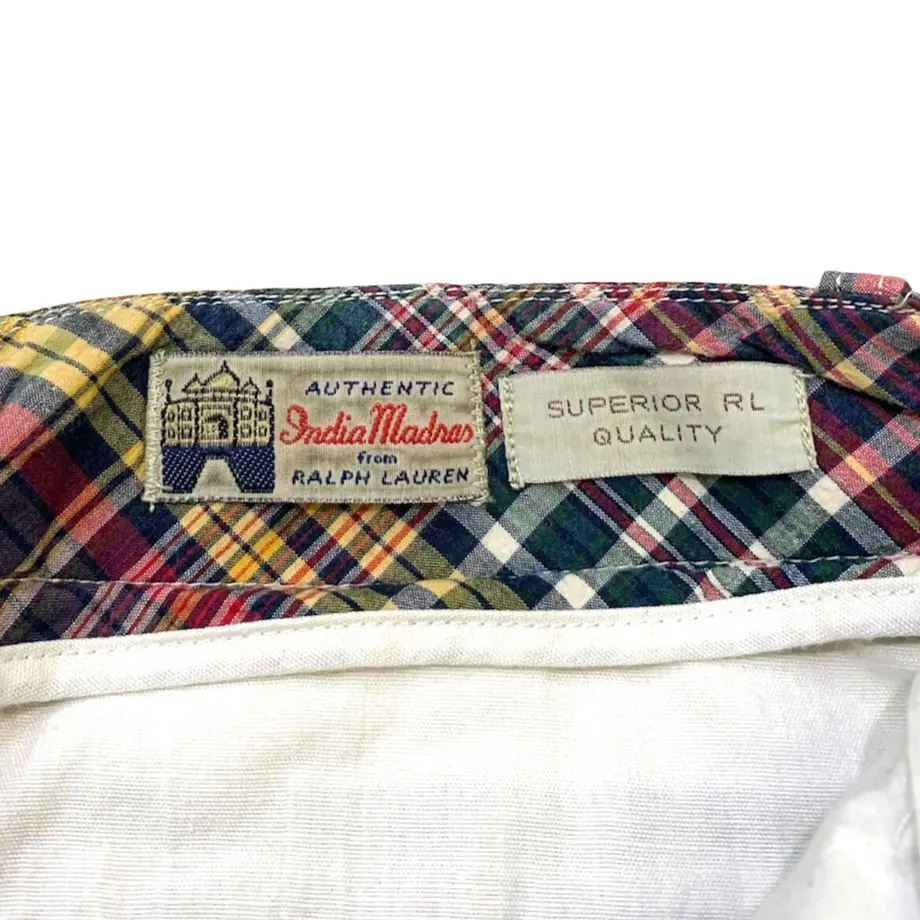 AUTHENTIC
India Madras
from
RALPH LAUREN
SUPERIOR RL
QUALITY